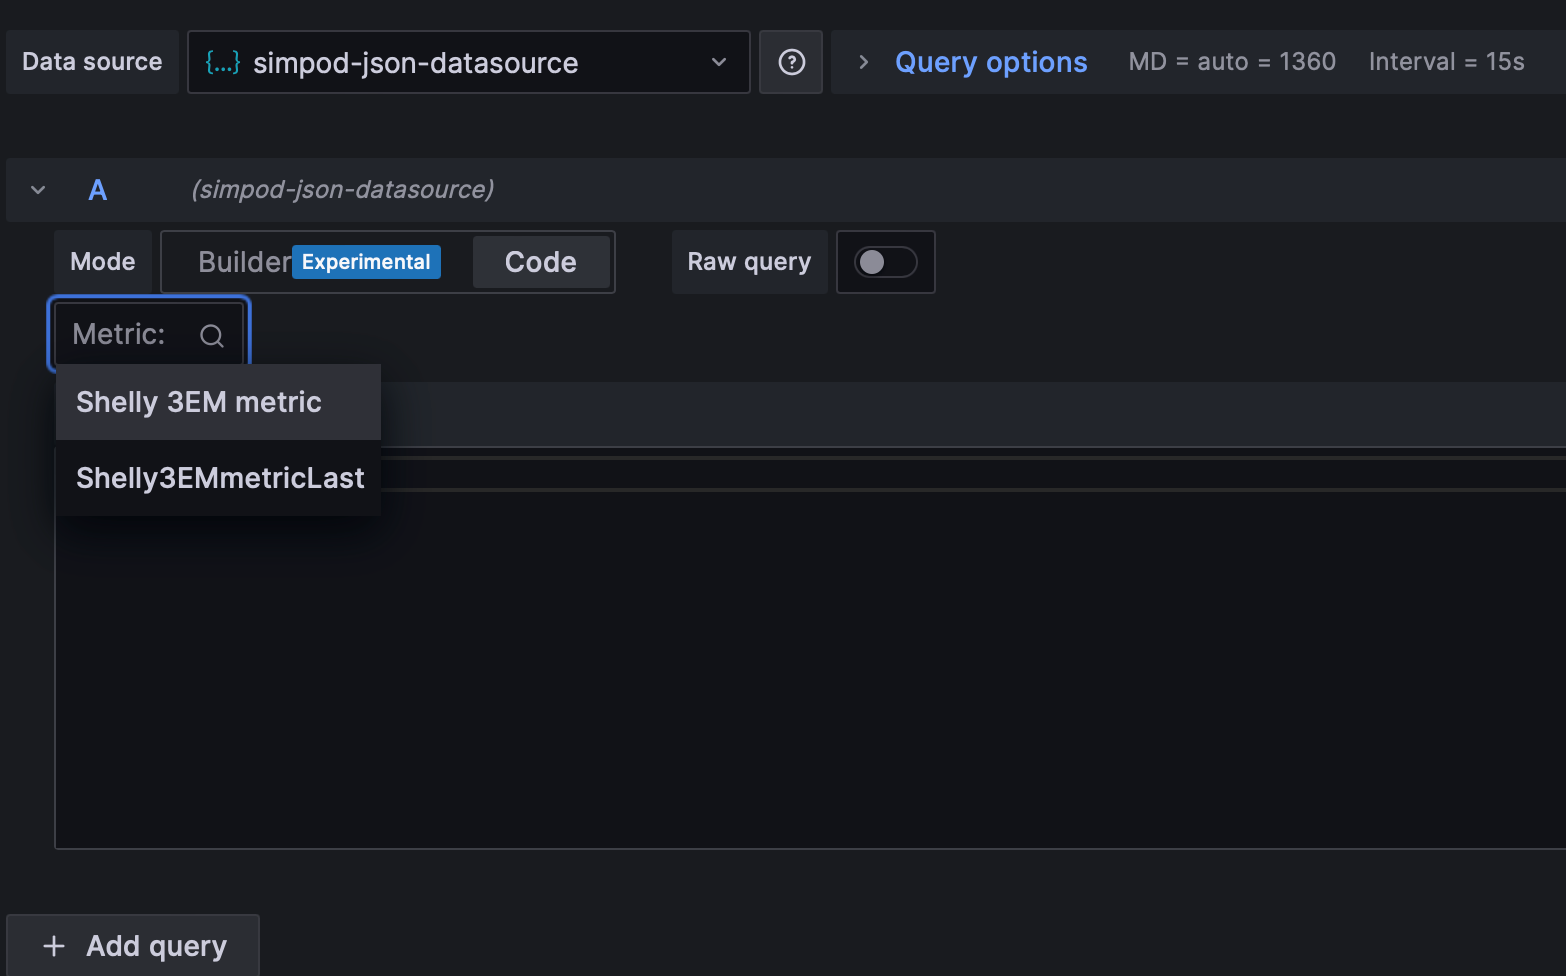 Data source {...} simpod-json-datasource ? Query options MD = auto = 1360 Interval = 15s
A (simpod-json-datasource)
Mode Builder Experimental Code Raw query
Metric:
Shelly 3EM metric
Shelly3EMmetricLast
+ Add query